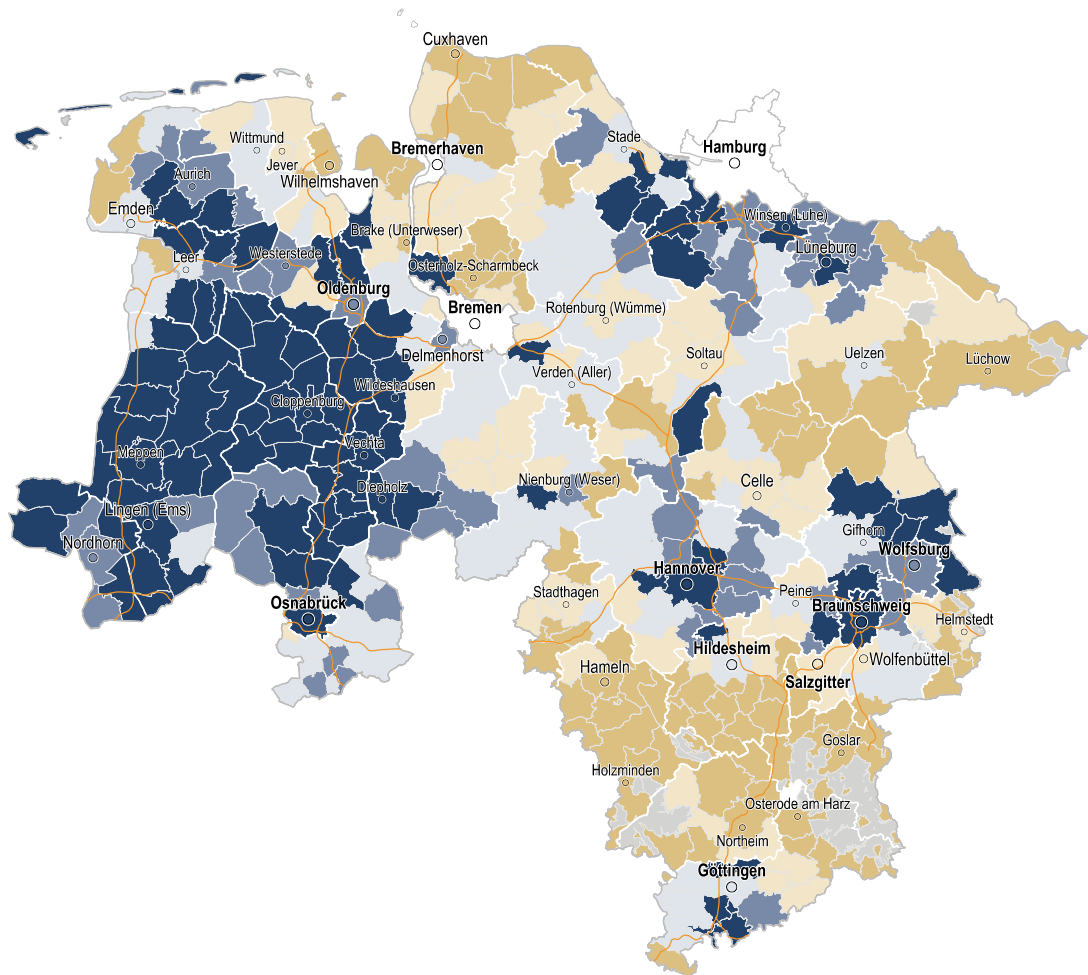 Cuxhaven
Wittmund
Jever
Bremerhaven
Stade
Hamburg
Aurich
Wilhelmshaven
Emden
Winsen (Luhe)
Brake (Unterweser)
Leer
Westerstede
Osterholz-Scharmbeck
Lüneburg
Oldenburg
Bremen
Rotenburg (Wümme)
Delmenhorst
Soltau
Uelzen
Lüchow
Verden (Aller)
Wildeshausen
Cloppenburg
Vechta
Meppen
Diepholz
Nienburg (Weser)
Celle
Lingen (Ems)
Gifhorn
Nordhorn
Wolfsburg
Hannover
Stadthagen
Peine
Osnabrück
Braunschweig
Helmstedt
Hildesheim
Wolfenbüttel
Hameln
Salzgitter
Goslar
Holzminden
Osterode am Harz
Northeim
Göttingen